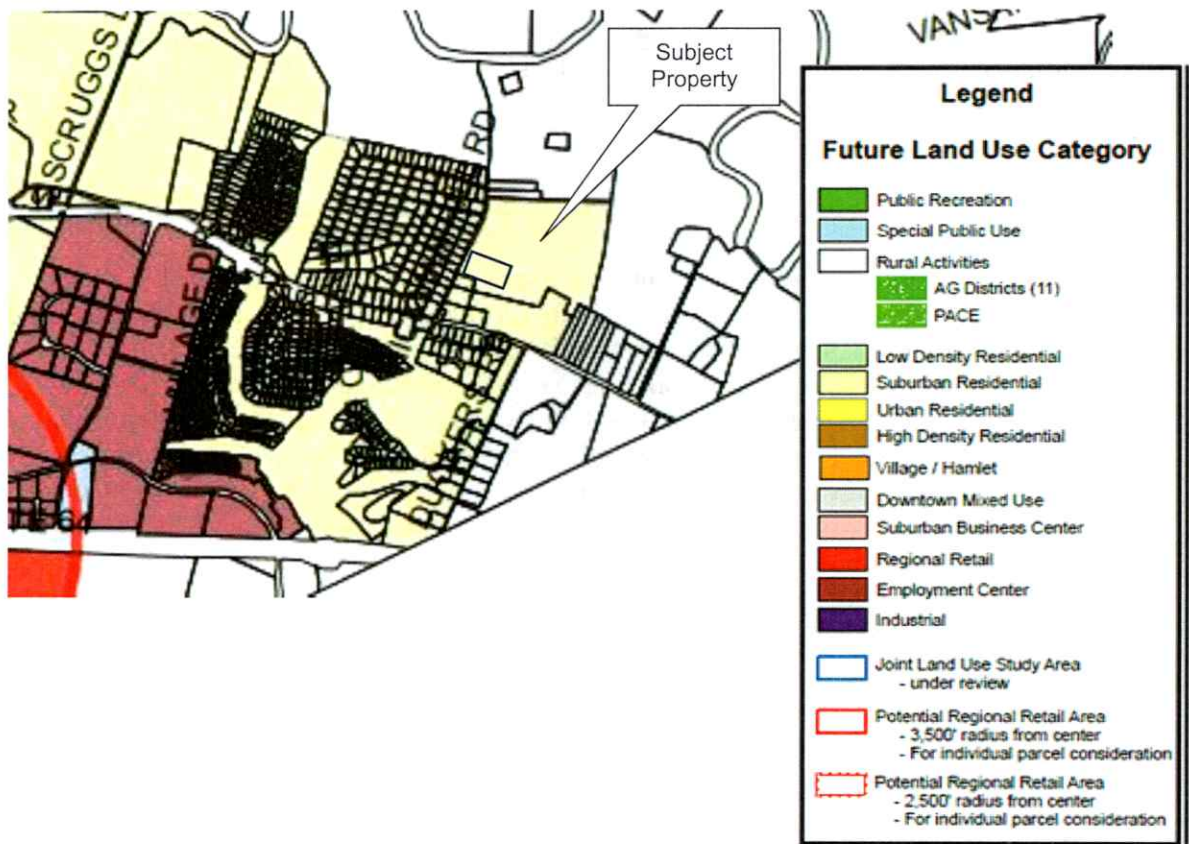 SCRUGGS
VANSA
RD
Subject
Property
Legend
Future Land Use Category
Public Recreation
Special Public Use
Rural Activities
AG Districts (11)
PACE
Low Density Residential
Suburban Residential
Urban Residential
High Density Residential
Village / Hamlet
Downtown Mixed Use
Suburban Business Center
Regional Retail
Employment Center
Industrial
Joint Land Use Study Area
- under review
Potential Regional Retail Area
- 3,500' radius from center
- For individual parcel consideration
Potential Regional Retail Area
- 2,500' radius from center
- For individual parcel consideration